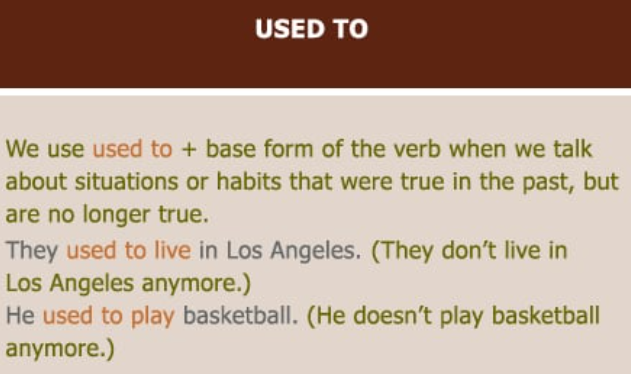 USED TO
We use used to + base form of the verb when we talk
about situations or habits that were true in the past, but
are no longer true.
They used to live in Los Angeles. (They don’t live in
Los Angeles anymore.)
He used to play basketball. (He doesn’t play basketball
anymore.)